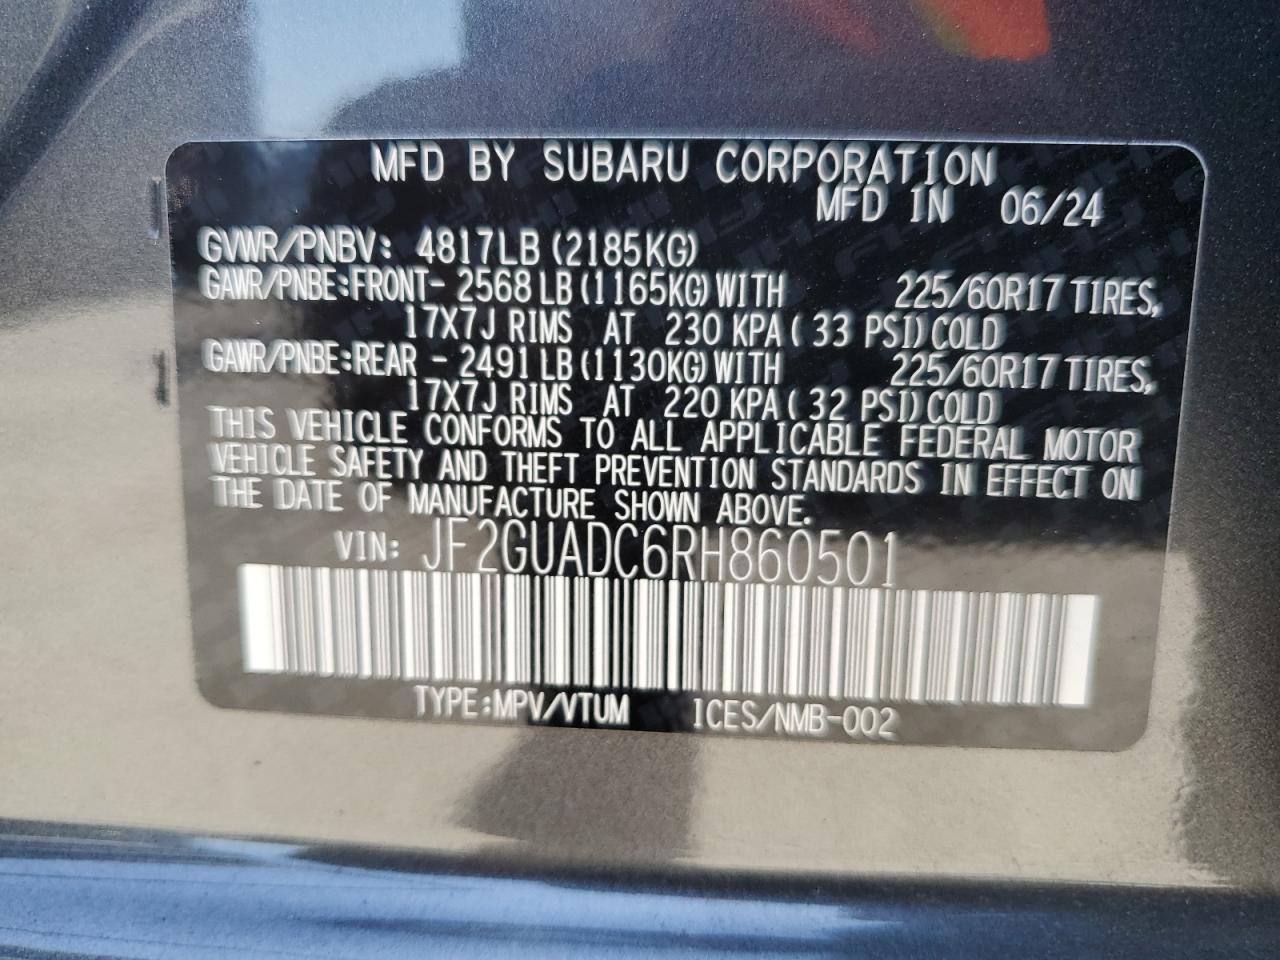 MFD BY SUBARU CORPORATION
MFD IN 06/24
GVWR/PNBV: 4817LB (2185KG)
GAWR/PNBE:FRONT- 2568 LB (1165KG) WITH 225/60R17 TIRES,
17X7J RIMS AT 230 KPA ( 33 PSI) COLD
GAWR/PNBE:REAR - 2491 LB (1130KG) WITH 225/60R17 TIRES,
17X7J RIMS AT 220 KPA ( 32 PSI) COLD
THIS VEHICLE CONFORMS TO ALL APPLICABLE FEDERAL MOTOR
VEHICLE SAFETY AND THEFT PREVENTION STANDARDS IN EFFECT ON
THE DATE OF MANUFACTURE SHOWN ABOVE.
VIN: JF2GUADC6RH860501
TYPE:MPV/VTUM ICES/NMB-002